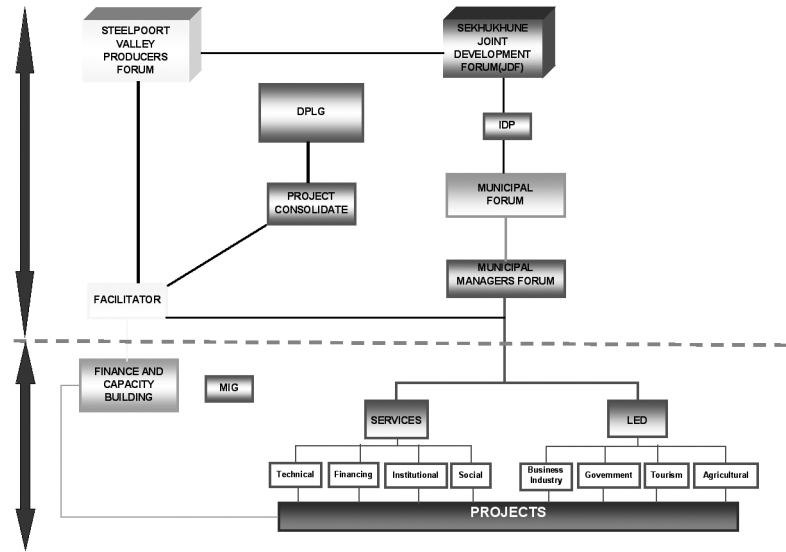 STEELPOORT
VALLEY
PRODUCERS
FORUM
SEKHUKHUNE
JOINT
DEVELOPMENT
FORUM(JDF)
DPLG
IDP
PROJECT
CONSOLIDATE
MUNICIPAL
FORUM
MUNICIPAL
MANAGERS FORUM
FACILITATOR
FINANCE AND
CAPACITY
BUILDING
MIG
SERVICES
LED
Technical
Financing
Institutional
Social
Business
Industry
Government
Tourism
Agricultural
PROJECTS